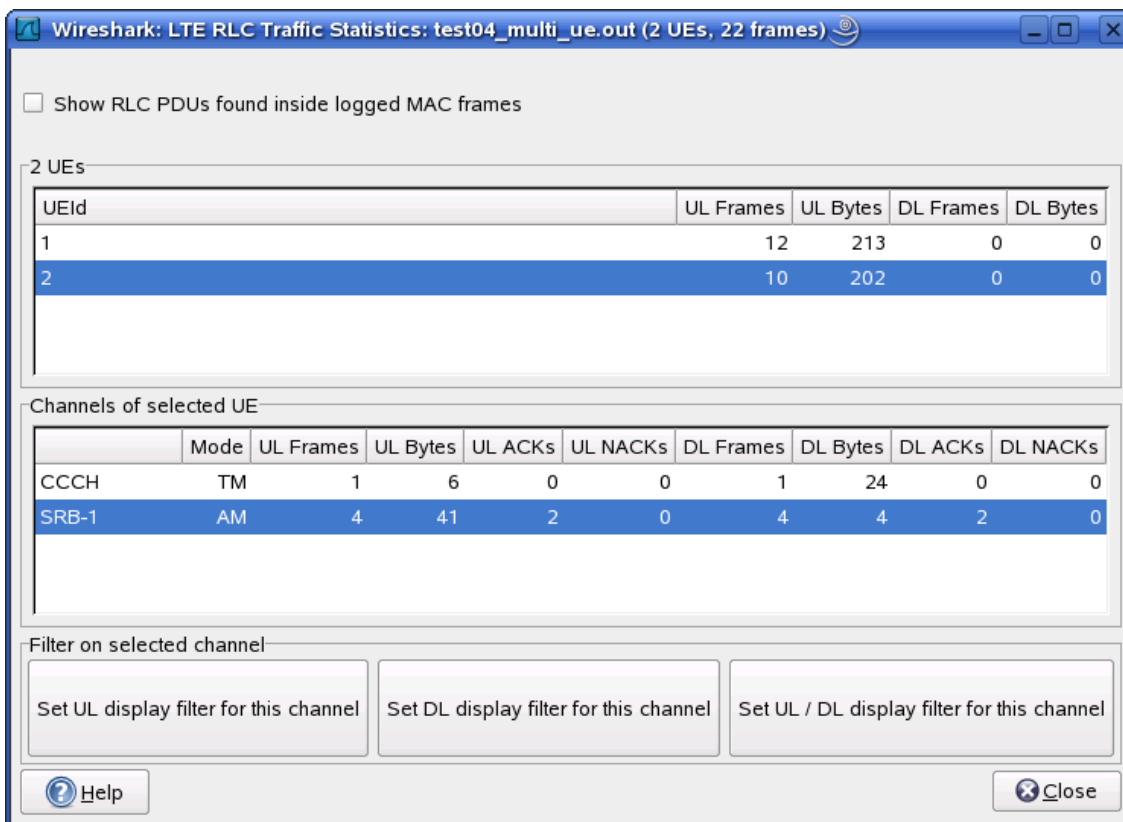 Wireshark: LTE RLC Traffic Statistics: test04_multi_ue.out (2 UEs, 22 frames)
Show RLC PDUs found inside logged MAC frames
2 UEs
UEId UL Frames UL Bytes DL Frames DL Bytes
1 12 213 0 0
2 10 202 0 0
Channels of selected UE
Mode UL Frames UL Bytes UL ACKs UL NACKs DL Frames DL Bytes DL ACKs DL NACKs
CCCH TM 1 6 0 0 1 24 0 0
SRB-1 AM 4 41 2 0 4 4 2 0
Filter on selected channel
Set UL display filter for this channel Set DL display filter for this channel Set UL / DL display filter for this channel
Help Close